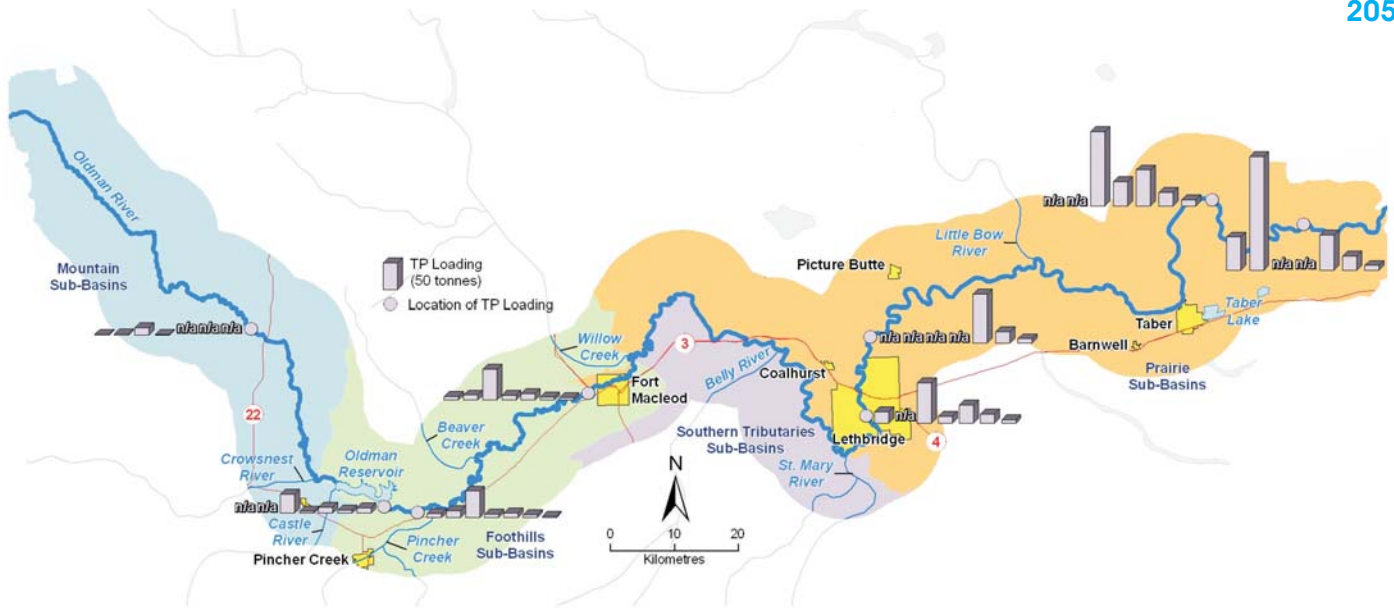 205
Oldman River
Mountain
Sub-Basins
TP Loading
(50 tonnes)
Location of TP Loading
n/a n/a n/a
22
Crowsnest
River
Oldman
Reservoir
n/a n/a
Castle
River
Pincher Creek
Pincher
Creek
Foothills
Sub-Basins
Beaver
Creek
Willow
Creek
Fort
Macleod
3
Belly River
Southern Tributaries
Sub-Basins
N
0 10 20
Kilometres
St. Mary
River
Coalhurst
Lethbridge
n/a
4
n/a n/a n/a n/a
Picture Butte
Little Bow
River
n/a n/a
n/a n/a
Taber
Taber
Lake
Barnwell
Prairie
Sub-Basins